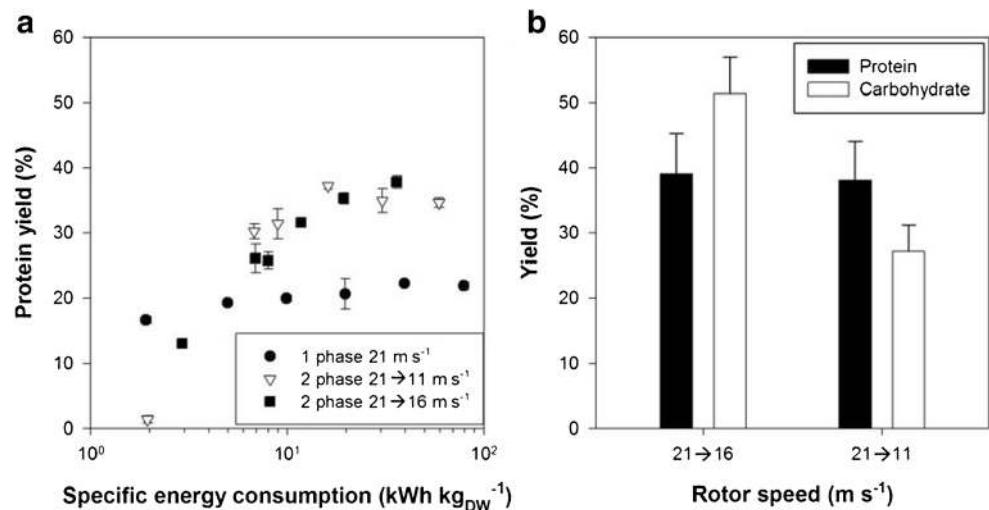 a
60
50
40
30
20
10
0
Protein yield (%)
10⁰
10¹
10²
Specific energy consumption (kWh kg_DW⁻¹)
1 phase 21 m s⁻¹
2 phase 21→11 m s⁻¹
2 phase 21→16 m s⁻¹
b
60
50
40
30
20
10
0
Yield (%)
Protein
Carbohydrate
21→16
21→11
Rotor speed (m s⁻¹)